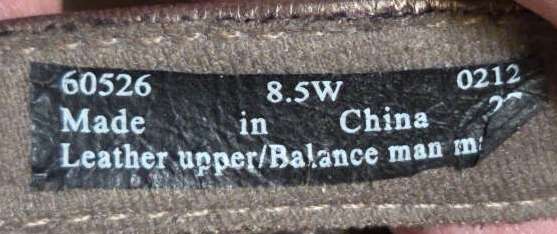 60526 8.5W 0212
Made in China
Leather upper/Balance man